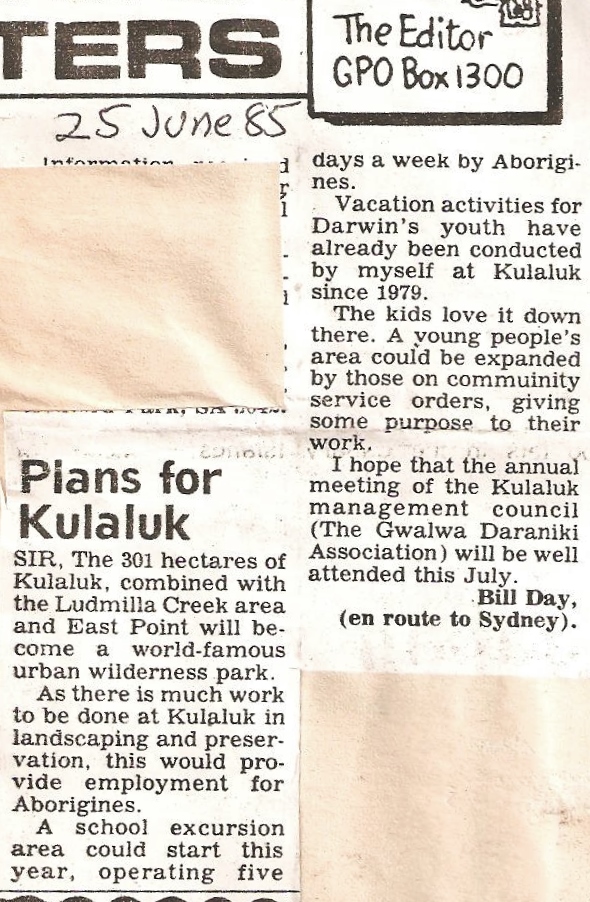 TERS
The Editor
GPO Box 1300
25 June 85
Plans for
Kulaluk
SIR, The 301 hectares of
Kulaluk, combined with
the Ludmilla Creek area
and East Point will be-
come a world-famous
urban wilderness park.
As there is much work
to be done at Kulaluk in
landscaping and preser-
vation, this would pro-
vide employment for
Aborigines.
A school excursion
area could start this
year, operating five
days a week by Aborigi-
nes.
Vacation activities for
Darwin's youth have
already been conducted
by myself at Kulaluk
since 1979.
The kids love it down
there. A young people's
area could be expanded
by those on commuinity
service orders, giving
some purpose to their
work.
I hope that the annual
meeting of the Kulaluk
management council
(The Gwalwa Daraniki
Association) will be well
attended this July.
Bill Day,
(en route to Sydney).